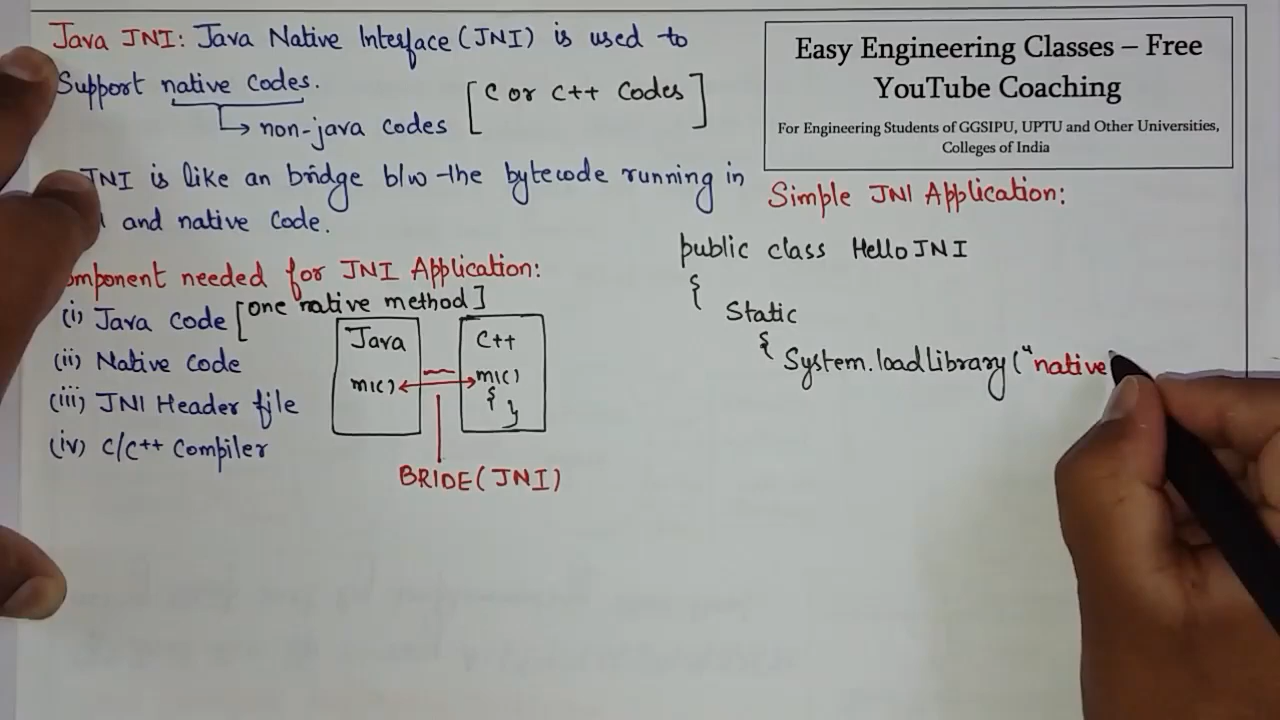 Java JNI: Java Native Interface (JNI) is used to
Support native codes.
non-java codes [C or C++ Codes]
JNI is like an bridge b/w the bytecode running in
and native code.
omponent needed for JNI Application:
(i) Java Code [one native method]
(ii) Native code
(iii) JNI Header file
(iv) C/C++ Compiler
Java
m1()
C++
m1()
{
}
BRIDE(JNI)
Easy Engineering Classes – Free
YouTube Coaching
For Engineering Students of GGSIPU, UPTU and Other Universities,
Colleges of India
Simple JNI Application:
public class HelloJNI
{
Static
{ System.loadLibrary("native